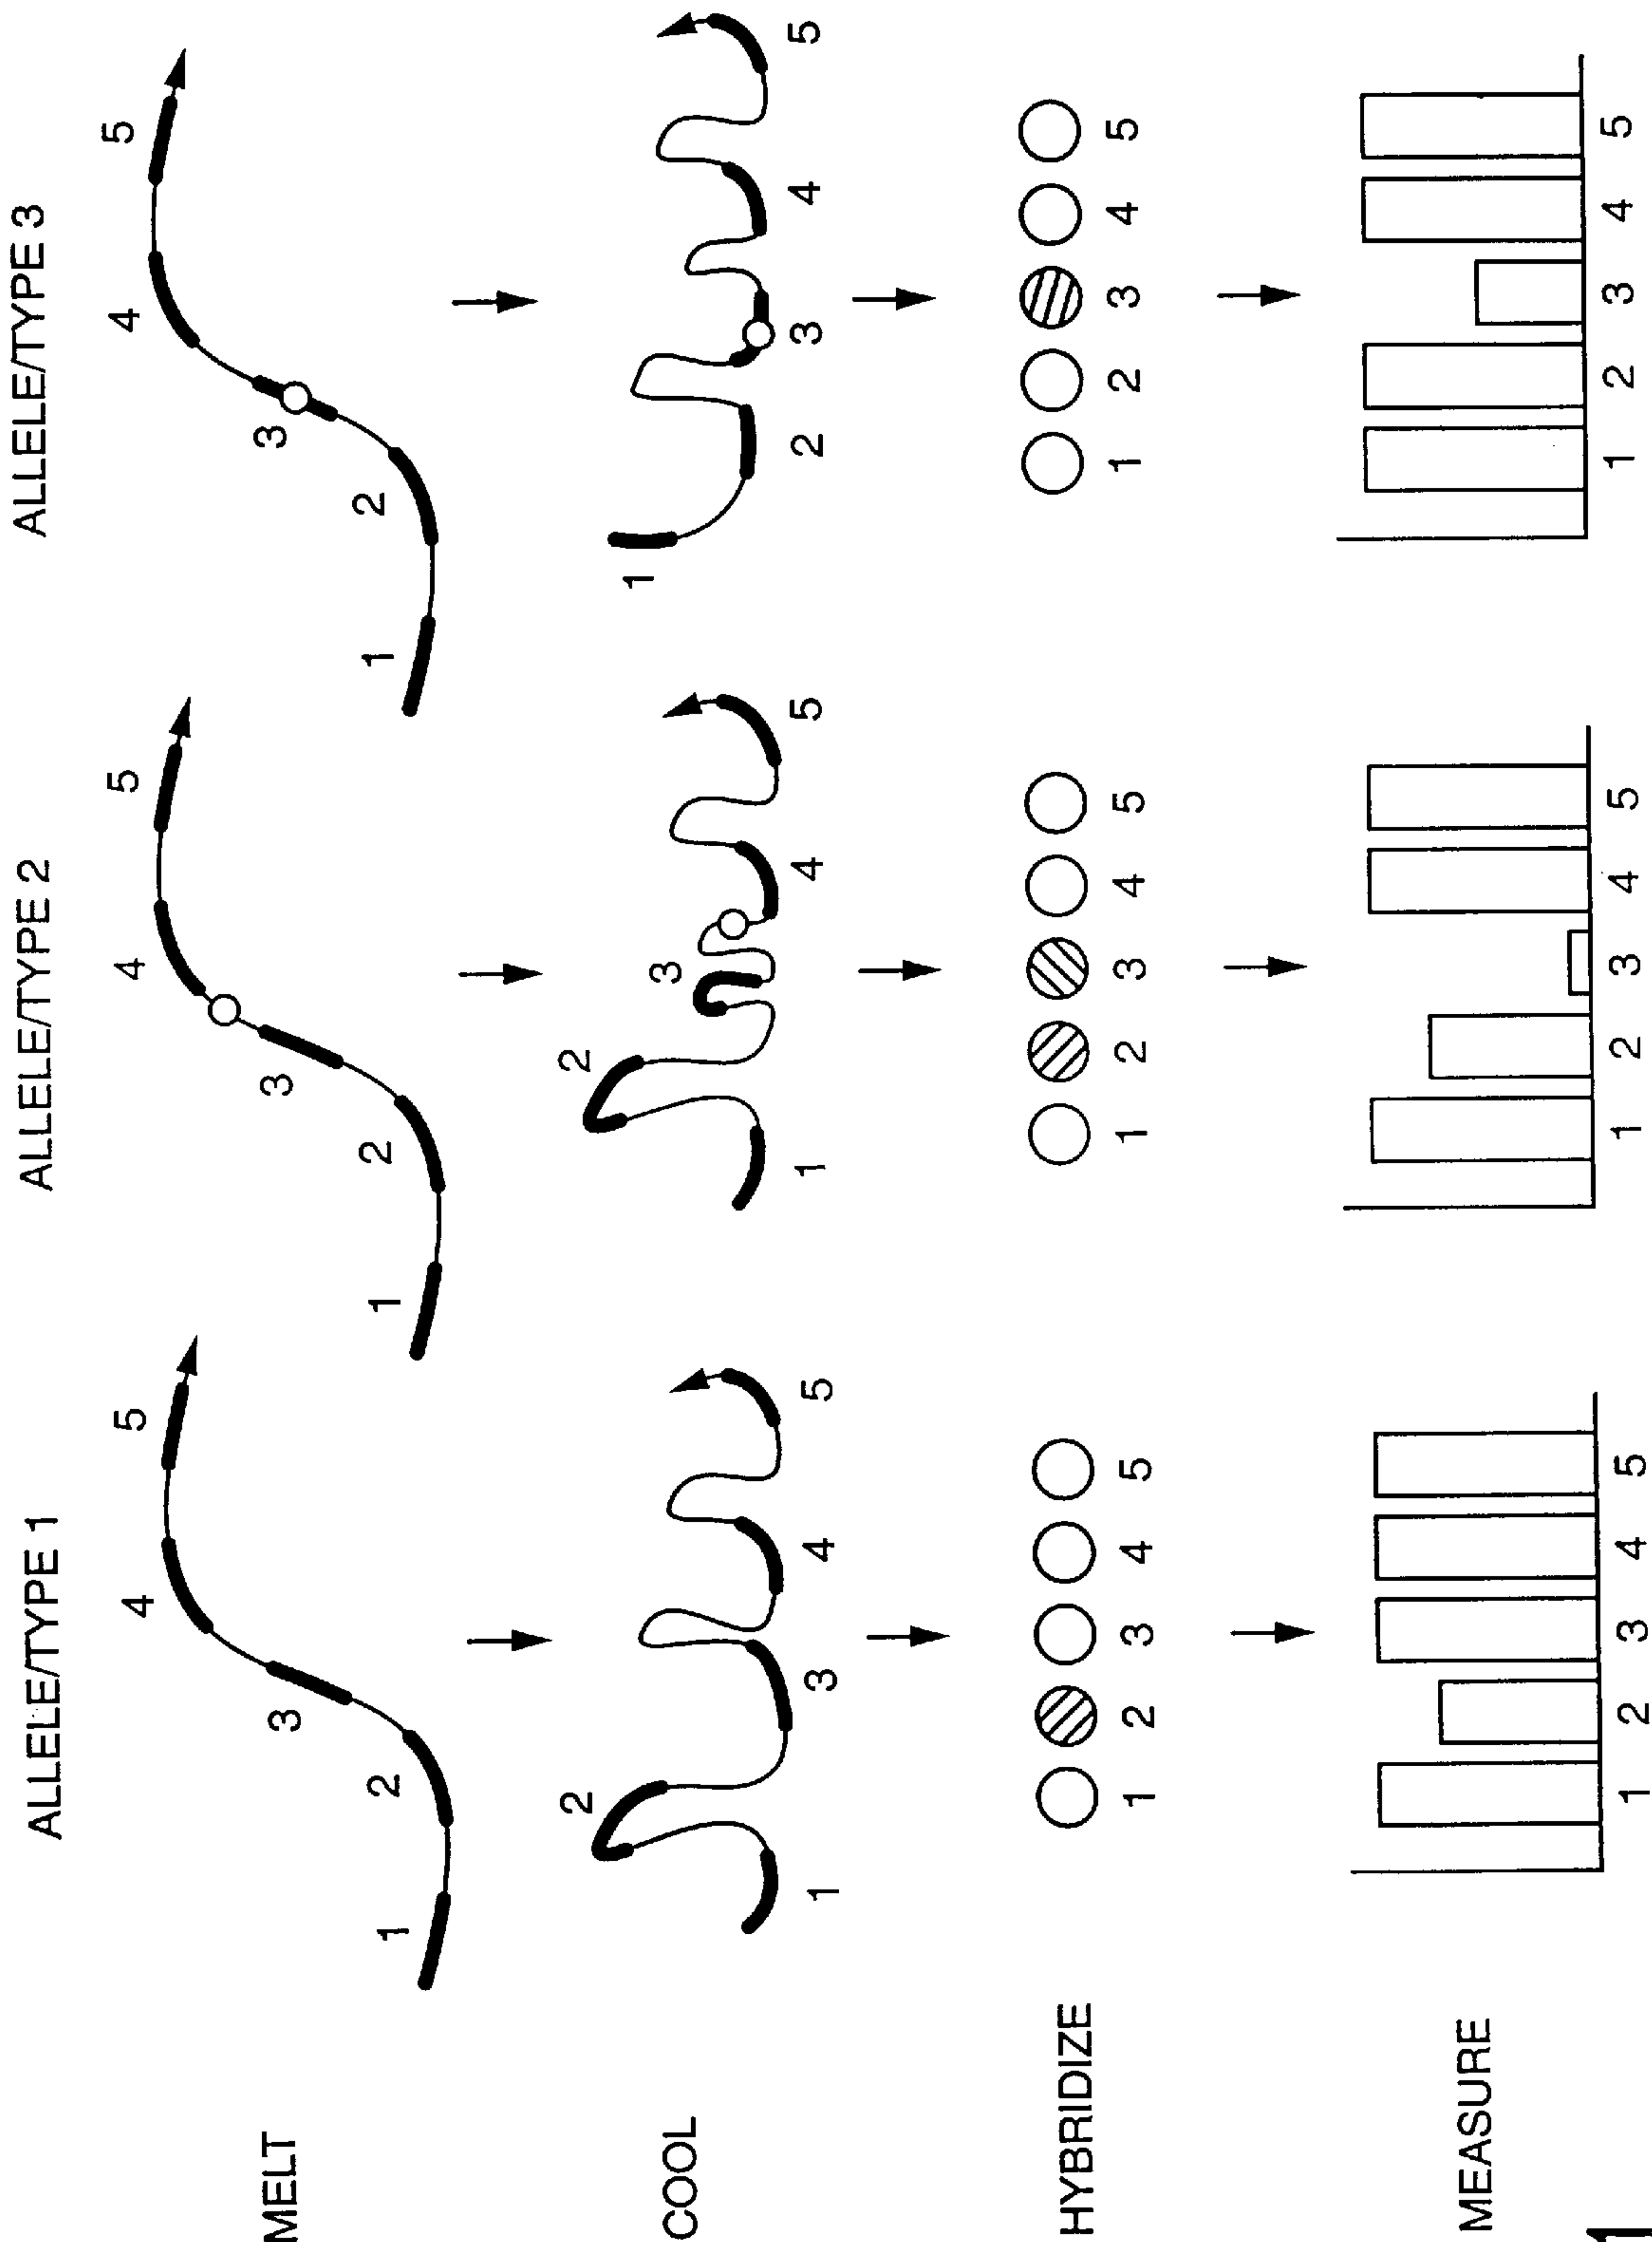 ALLELE/TYPE 1 ALLELE/TYPE 2 ALLELE/TYPE 3
MELT 1 2 3 4 5 1 2 3 4 5 1 2 3 4 5
COOL 1 2 3 4 5 1 2 3 4 5 1 2 3 4 5
HYBRIDIZE 1 2 3 4 5 1 2 3 4 5 1 2 3 4 5
MEASURE
1 2 3 4 5 1 2 3 4 5 1 2 3 4 5